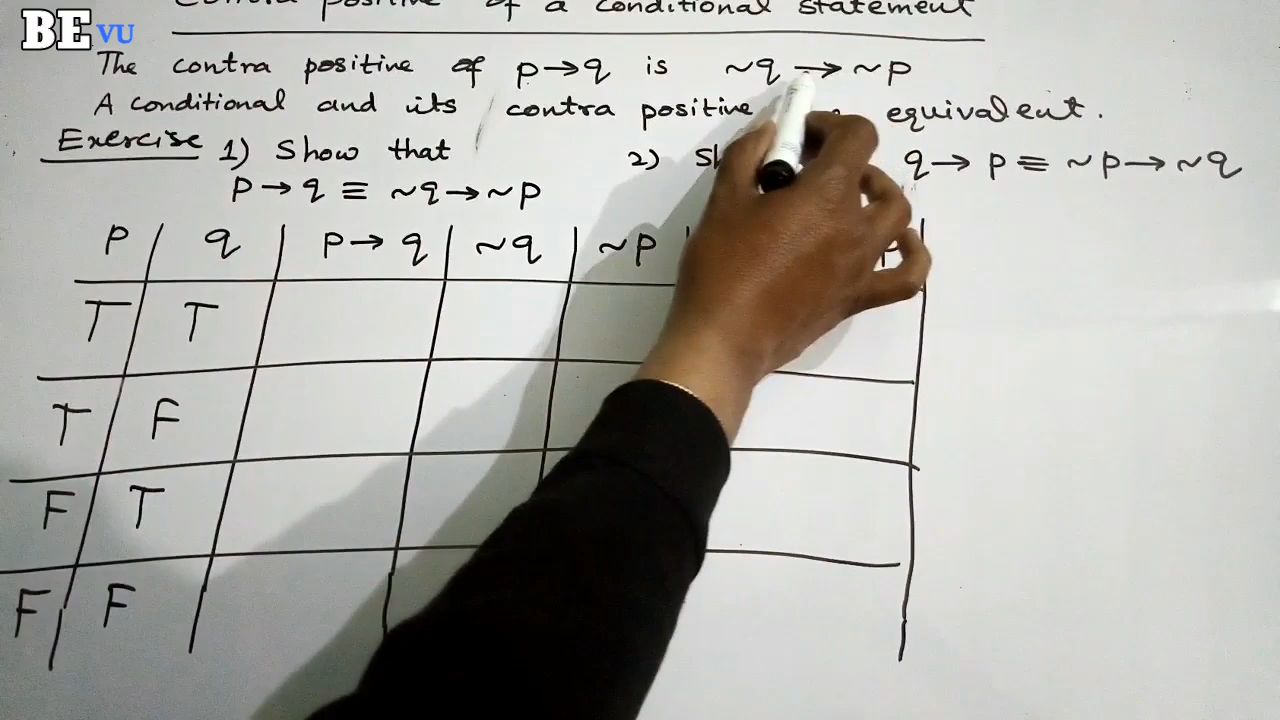 Contra positive of a conditional statement
BE VU
The contra positive of p→q is ~q → ~p
A conditional and its contra positive equivalent.
Exercise 1) Show that 2) q → p ≡ ~p → ~q
p → q ≡ ~q → ~p
p q p → q ~q ~p
T T
T F
F T
F F